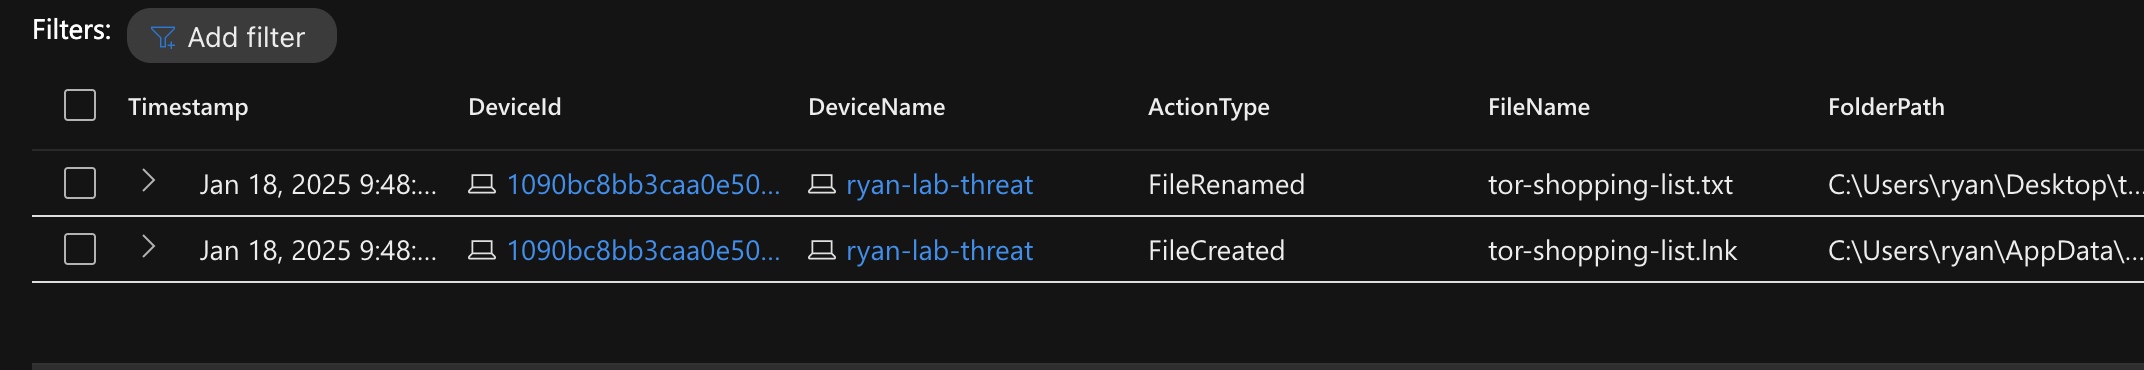 Filters: Add filter
Timestamp DeviceId DeviceName ActionType FileName FolderPath
Jan 18, 2025 9:48:... 1090bc8bb3caa0e50... ryan-lab-threat FileRenamed tor-shopping-list.txt C:\Users\ryan\Desktop\t...
Jan 18, 2025 9:48:... 1090bc8bb3caa0e50... ryan-lab-threat FileCreated tor-shopping-list.lnk C:\Users\ryan\AppData\...